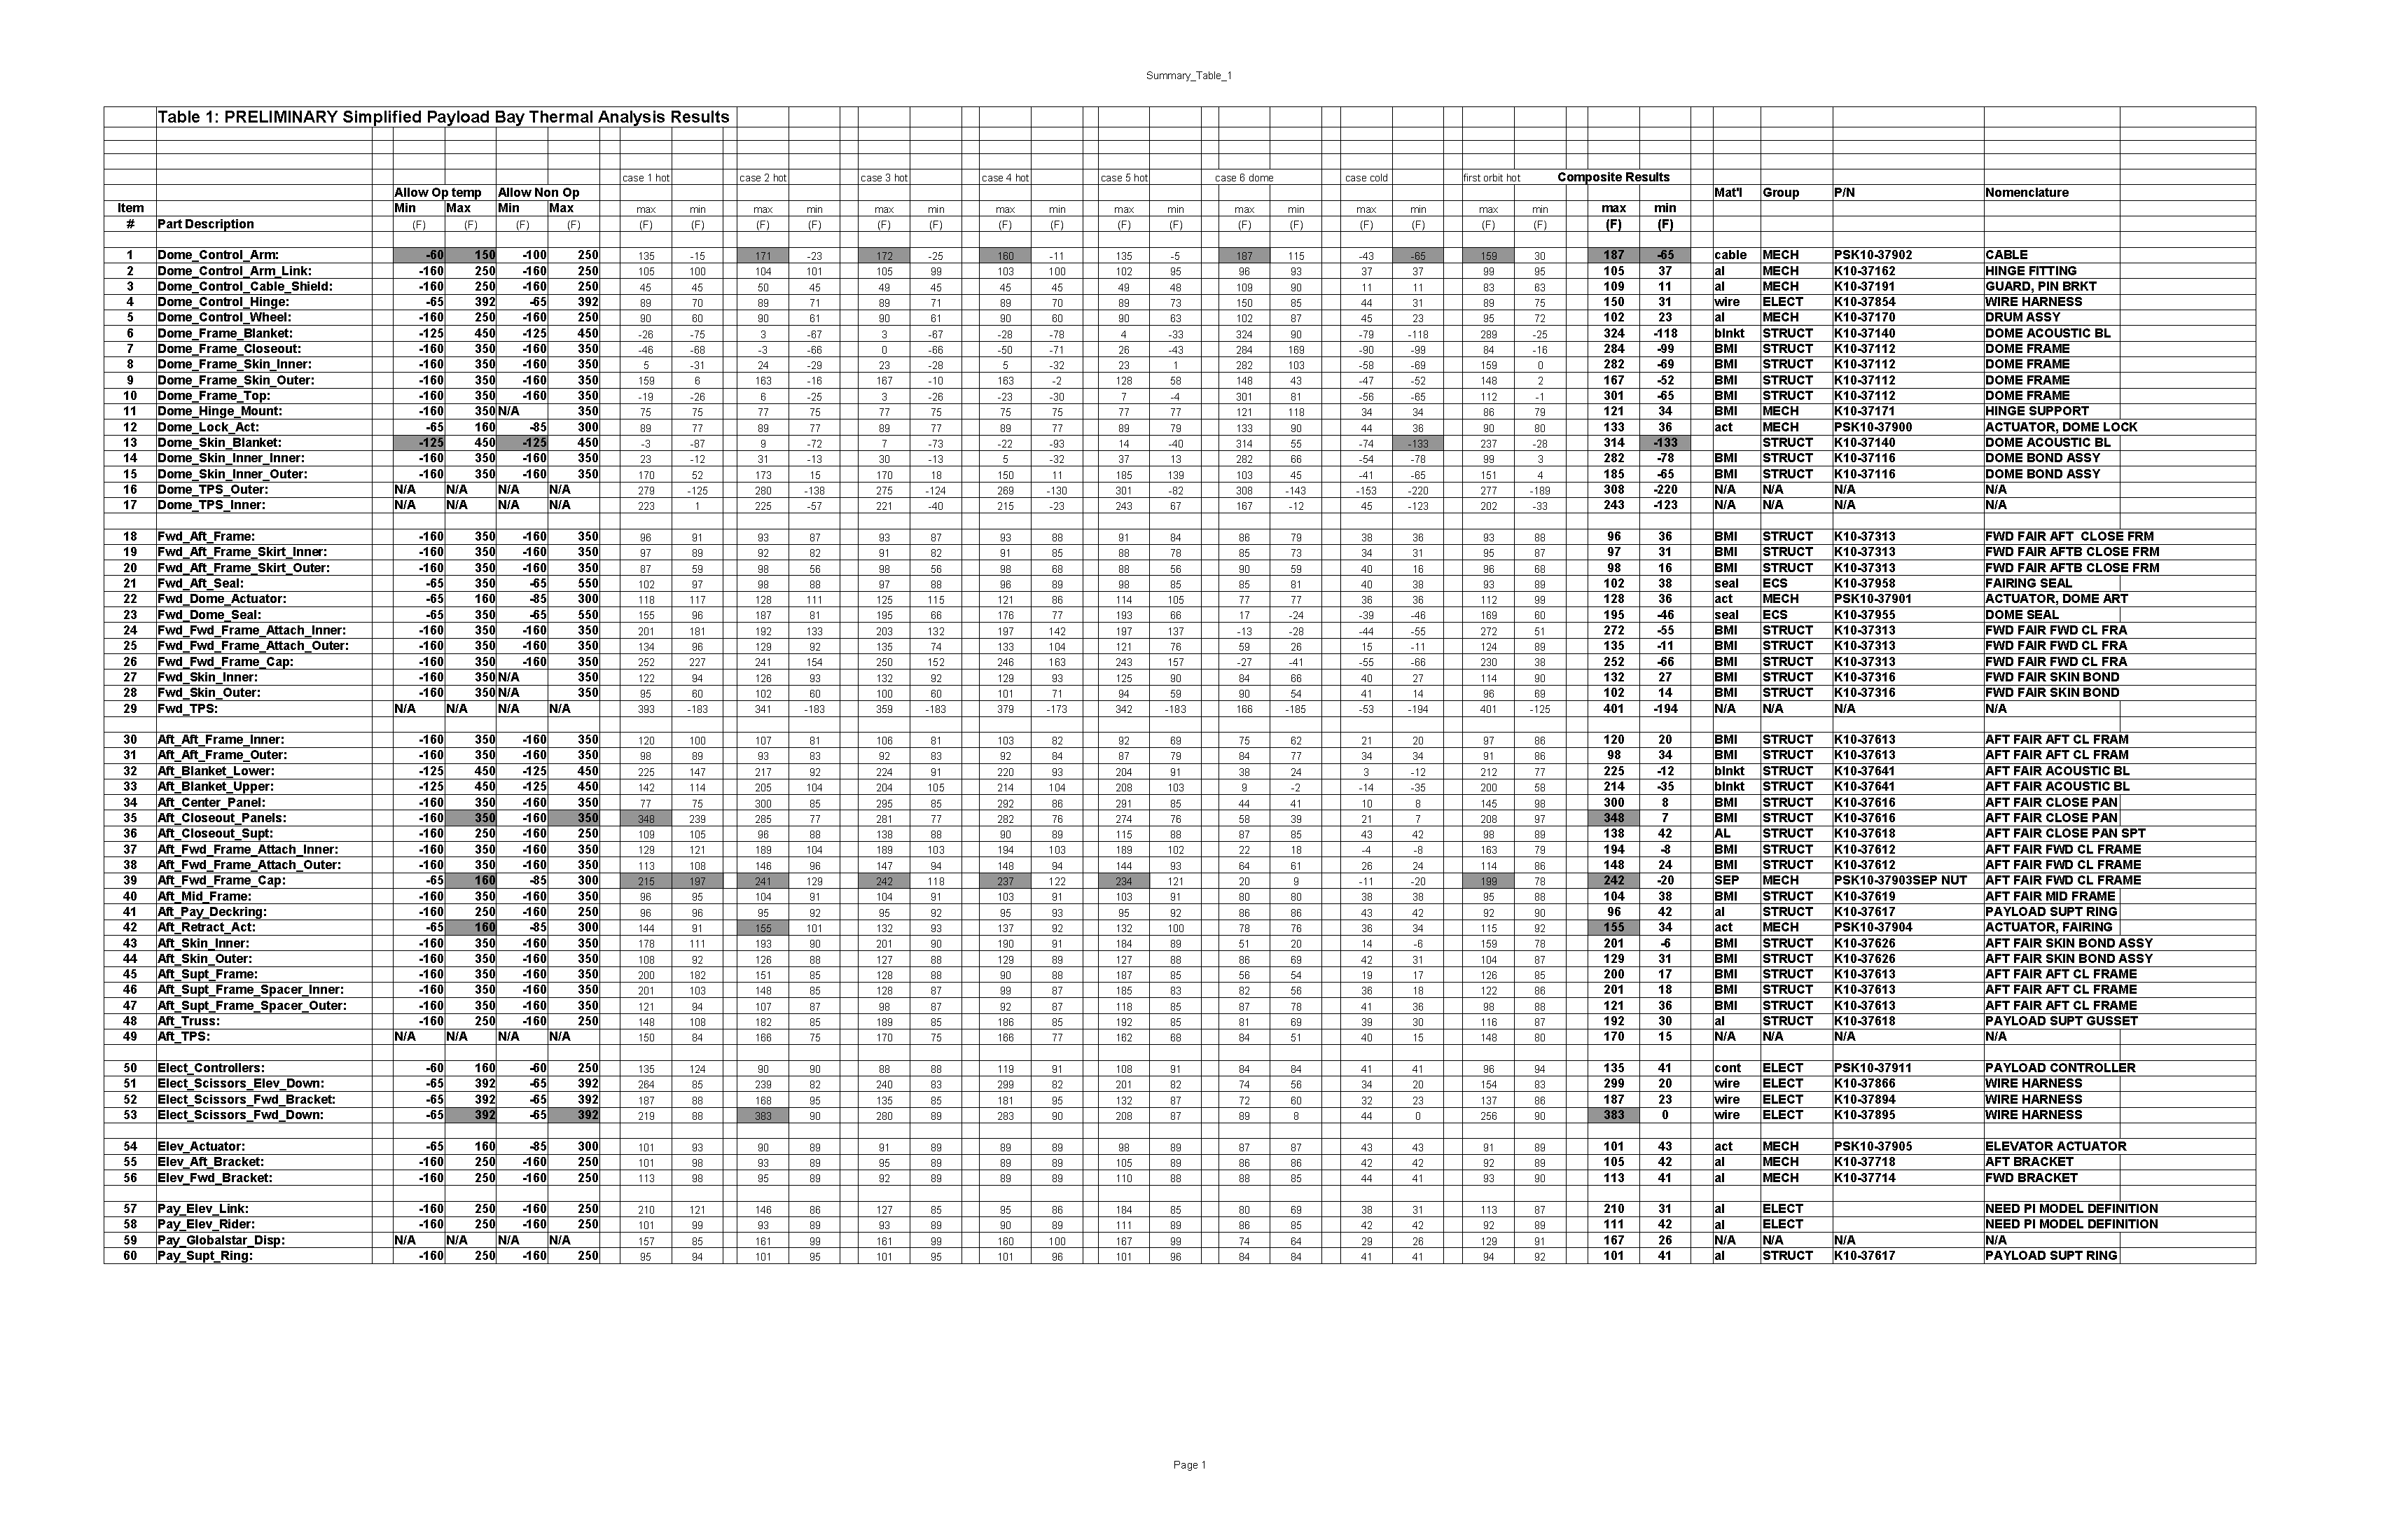 Summary_Table_1
Table 1: PRELIMINARY Simplified Payload Bay Thermal Analysis Results
case 1 hot case 2 hot case 3 hot case 4 hot case 5 hot case 6 dome case cold first orbit hot Composite Results
Allow Op temp Allow Non Op Mat'l Group P/N Nomenclature
Item Min Max Min Max max min max min max min max min max min max min max min max min max min
# Part Description (F) (F) (F) (F) (F) (F) (F) (F) (F) (F) (F) (F) (F) (F) (F) (F) (F) (F) (F) (F) (F) (F)
1 Dome_Control_Arm: -60 150 -100 250 135 -15 171 -23 172 -25 160 -11 135 -5 187 115 -43 -65 159 30 187 -65 cable MECH PSK10-37902 CABLE
2 Dome_Control_Arm_Link: -160 250 -160 250 105 100 104 101 105 99 103 100 102 95 96 93 37 37 99 95 105 37 al MECH K10-37162 HINGE FITTING
3 Dome_Control_Cable_Shield: -160 250 -160 250 45 45 50 45 49 45 45 45 49 48 109 90 11 11 83 63 109 11 al MECH K10-37191 GUARD, PIN BRKT
4 Dome_Control_Hinge: -65 392 -65 392 89 70 89 71 89 71 89 70 89 73 150 85 44 31 89 75 150 31 wire ELECT K10-37854 WIRE HARNESS
5 Dome_Control_Wheel: -160 250 -160 250 90 60 90 61 90 61 90 60 90 63 102 87 45 23 95 72 102 23 al MECH K10-37170 DRUM ASSY
6 Dome_Frame_Blanket: -125 450 -125 450 -26 -75 3 -67 3 -67 -28 -78 4 -33 324 90 -79 -118 289 -25 324 -118 blnkt STRUCT K10-37140 DOME ACOUSTIC BL
7 Dome_Frame_Closeout: -160 350 -160 350 -46 -68 -3 -66 0 -66 -50 -71 26 -43 284 169 -90 -99 84 -16 284 -99 BMI STRUCT K10-37112 DOME FRAME
8 Dome_Frame_Skin_Inner: -160 350 -160 350 5 -31 24 -29 23 -28 5 -32 23 1 282 103 -58 -69 159 0 282 -69 BMI STRUCT K10-37112 DOME FRAME
9 Dome_Frame_Skin_Outer: -160 350 -160 350 159 6 163 -16 167 -10 163 -2 128 58 148 43 -47 -52 148 2 167 -52 BMI STRUCT K10-37112 DOME FRAME
10 Dome_Frame_Top: -160 350 -160 350 -19 -26 6 -25 3 -26 -23 -30 7 -4 301 81 -56 -65 112 -1 301 -65 BMI STRUCT K10-37112 DOME FRAME
11 Dome_Hinge_Mount: -160 350 N/A 350 75 75 77 75 77 75 75 75 77 77 121 118 34 34 86 79 121 34 BMI MECH K10-37171 HINGE SUPPORT
12 Dome_Lock_Act: -65 160 -85 300 89 77 89 77 89 77 89 77 89 79 133 90 44 36 90 80 133 36 act MECH PSK10-37900 ACTUATOR, DOME LOCK
13 Dome_Skin_Blanket: -125 450 -125 450 -3 -87 9 -72 7 -73 -22 -93 14 -40 314 55 -74 -133 237 -28 314 -133 STRUCT K10-37140 DOME ACOUSTIC BL
14 Dome_Skin_Inner_Inner: -160 350 -160 350 23 -12 31 -13 30 -13 5 -32 37 13 282 66 -54 -78 99 3 282 -78 BMI STRUCT K10-37116 DOME BOND ASSY
15 Dome_Skin_Inner_Outer: -160 350 -160 350 170 52 173 15 170 18 150 11 185 139 103 45 -41 -65 151 4 185 -65 BMI STRUCT K10-37116 DOME BOND ASSY
16 Dome_TPS_Outer: N/A N/A N/A N/A 279 -125 280 -138 275 -124 269 -130 301 -82 308 -143 -153 -220 277 -189 308 -220 N/A N/A N/A N/A
17 Dome_TPS_Inner: N/A N/A N/A N/A 223 1 225 -57 221 -40 215 -23 243 67 167 -12 45 -123 202 -33 243 -123 N/A N/A N/A N/A
18 Fwd_Aft_Frame: -160 350 -160 350 96 91 93 87 93 87 93 88 91 84 86 79 38 36 93 88 96 36 BMI STRUCT K10-37313 FWD FAIR AFT CLOSE FRM
19 Fwd_Aft_Frame_Skirt_Inner: -160 350 -160 350 97 89 92 82 91 82 91 85 88 78 85 73 34 31 95 87 97 31 BMI STRUCT K10-37313 FWD FAIR AFTB CLOSE FRM
20 Fwd_Aft_Frame_Skirt_Outer: -160 350 -160 350 87 59 98 56 98 56 98 68 88 56 90 59 40 16 96 68 98 16 BMI STRUCT K10-37313 FWD FAIR AFTB CLOSE FRM
21 Fwd_Aft_Seal: -65 350 -65 550 102 97 98 88 97 88 96 89 98 85 85 81 40 38 93 89 102 38 seal ECS K10-37958 FAIRING SEAL
22 Fwd_Dome_Actuator: -65 160 -85 300 118 117 128 111 125 115 121 86 114 105 77 77 36 36 112 99 128 36 act MECH PSK10-37901 ACTUATOR, DOME ART
23 Fwd_Dome_Seal: -65 350 -65 550 155 96 187 81 195 66 176 77 193 66 17 -24 -39 -46 169 60 195 -46 seal ECS K10-37955 DOME SEAL
24 Fwd_Fwd_Frame_Attach_Inner: -160 350 -160 350 201 181 192 133 203 132 197 142 197 137 -13 -28 -44 -55 272 51 272 -55 BMI STRUCT K10-37313 FWD FAIR FWD CL FRA
25 Fwd_Fwd_Frame_Attach_Outer: -160 350 -160 350 134 96 129 92 135 74 133 104 121 76 59 26 15 -11 124 89 135 -11 BMI STRUCT K10-37313 FWD FAIR FWD CL FRA
26 Fwd_Fwd_Frame_Cap: -160 350 -160 350 252 227 241 154 250 152 246 163 243 157 -27 -41 -55 -66 230 38 252 -66 BMI STRUCT K10-37313 FWD FAIR FWD CL FRA
27 Fwd_Skin_Inner: -160 350 N/A 350 122 94 126 93 132 92 129 93 125 90 84 66 40 27 114 90 132 27 BMI STRUCT K10-37316 FWD FAIR SKIN BOND
28 Fwd_Skin_Outer: -160 350 N/A 350 95 60 102 60 100 60 101 71 94 59 90 54 41 14 96 69 102 14 BMI STRUCT K10-37316 FWD FAIR SKIN BOND
29 Fwd_TPS: N/A N/A N/A N/A 393 -183 341 -183 359 -183 379 -173 342 -183 166 -185 -53 -194 401 -125 401 -194 N/A N/A N/A N/A
30 Aft_Aft_Frame_Inner: -160 350 -160 350 120 100 107 81 106 81 103 82 92 69 75 62 21 20 97 86 120 20 BMI STRUCT K10-37613 AFT FAIR AFT CL FRAM
31 Aft_Aft_Frame_Outer: -160 350 -160 350 98 89 93 83 92 83 92 84 87 79 84 77 34 34 91 86 98 34 BMI STRUCT K10-37613 AFT FAIR AFT CL FRAM
32 Aft_Blanket_Lower: -125 450 -125 450 225 147 217 92 224 91 220 93 204 91 38 24 3 -12 212 77 225 -12 blnkt STRUCT K10-37641 AFT FAIR ACOUSTIC BL
33 Aft_Blanket_Upper: -125 450 -125 450 142 114 205 104 204 105 214 104 208 103 9 -2 -14 -35 200 58 214 -35 blnkt STRUCT K10-37641 AFT FAIR ACOUSTIC BL
34 Aft_Center_Panel: -160 350 -160 350 77 75 300 85 295 85 292 86 291 85 44 41 10 8 145 98 300 8 BMI STRUCT K10-37616 AFT FAIR CLOSE PAN
35 Aft_Closeout_Panels: -160 350 -160 350 348 239 285 77 281 77 282 76 274 76 58 39 21 7 208 97 348 7 BMI STRUCT K10-37616 AFT FAIR CLOSE PAN
36 Aft_Closeout_Supt: -160 250 -160 250 109 105 96 88 138 88 90 89 115 88 87 85 43 42 98 89 138 42 AL STRUCT K10-37618 AFT FAIR CLOSE PAN SPT
37 Aft_Fwd_Frame_Attach_Inner: -160 350 -160 350 129 121 189 104 189 103 194 103 189 102 22 18 -4 -8 163 79 194 -8 BMI STRUCT K10-37612 AFT FAIR FWD CL FRAME
38 Aft_Fwd_Frame_Attach_Outer: -160 350 -160 350 113 108 146 96 147 94 148 94 144 93 64 61 26 24 114 86 148 24 BMI STRUCT K10-37612 AFT FAIR FWD CL FRAME
39 Aft_Fwd_Frame_Cap: -65 160 -85 300 215 197 241 129 242 118 237 122 234 121 20 9 -11 -20 199 78 242 -20 SEP MECH PSK10-37903SEP NUT AFT FAIR FWD CL FRAME
40 Aft_Mid_Frame: -160 350 -160 350 96 95 104 91 104 91 103 91 103 91 80 80 38 38 95 88 104 38 BMI STRUCT K10-37619 AFT FAIR MID FRAME
41 Aft_Pay_Deckring: -160 250 -160 250 96 96 95 92 95 92 95 93 95 92 86 86 43 42 92 90 96 42 al STRUCT K10-37617 PAYLOAD SUPT RING
42 Aft_Retract_Act: -65 160 -85 300 144 91 155 101 132 93 137 92 132 100 78 76 36 34 115 92 155 34 act MECH PSK10-37904 ACTUATOR, FAIRING
43 Aft_Skin_Inner: -160 350 -160 350 178 111 193 90 201 90 190 91 184 89 51 20 14 -6 159 78 201 -6 BMI STRUCT K10-37626 AFT FAIR SKIN BOND ASSY
44 Aft_Skin_Outer: -160 350 -160 350 108 92 126 88 127 88 129 89 127 88 86 69 42 31 104 87 129 31 BMI STRUCT K10-37626 AFT FAIR SKIN BOND ASSY
45 Aft_Supt_Frame: -160 350 -160 350 200 182 151 85 128 88 90 88 187 85 56 54 19 17 126 85 200 17 BMI STRUCT K10-37613 AFT FAIR AFT CL FRAME
46 Aft_Supt_Frame_Spacer_Inner: -160 350 -160 350 201 103 148 85 128 87 99 87 185 83 82 56 36 18 122 86 201 18 BMI STRUCT K10-37613 AFT FAIR AFT CL FRAME
47 Aft_Supt_Frame_Spacer_Outer: -160 350 -160 350 121 94 107 87 98 87 92 87 118 85 87 78 41 36 98 88 121 36 BMI STRUCT K10-37613 AFT FAIR AFT CL FRAME
48 Aft_Truss: -160 250 -160 250 148 108 182 85 189 85 186 85 192 85 81 69 39 30 116 87 192 30 al STRUCT K10-37618 PAYLOAD SUPT GUSSET
49 Aft_TPS: N/A N/A N/A N/A 150 84 166 75 170 75 166 77 162 68 84 51 40 15 148 80 170 15 N/A N/A N/A N/A
50 Elect_Controllers: -60 160 -60 250 135 124 90 90 88 88 119 91 108 91 84 84 41 41 96 94 135 41 cont ELECT PSK10-37911 PAYLOAD CONTROLLER
51 Elect_Scissors_Elev_Down: -65 392 -65 392 264 85 239 82 240 83 299 82 201 82 74 56 34 20 154 83 299 20 wire ELECT K10-37866 WIRE HARNESS
52 Elect_Scissors_Fwd_Bracket: -65 392 -65 392 187 88 168 95 135 85 181 95 132 87 72 60 32 23 137 86 187 23 wire ELECT K10-37894 WIRE HARNESS
53 Elect_Scissors_Fwd_Down: -65 392 -65 392 219 88 383 90 280 89 283 90 208 87 89 8 44 0 256 90 383 0 wire ELECT K10-37895 WIRE HARNESS
54 Elev_Actuator: -65 160 -85 300 101 93 90 89 91 89 89 89 98 89 87 87 43 43 91 89 101 43 act MECH PSK10-37905 ELEVATOR ACTUATOR
55 Elev_Aft_Bracket: -160 250 -160 250 101 98 93 89 95 89 89 89 105 89 86 86 42 42 92 89 105 42 al MECH K10-37718 AFT BRACKET
56 Elev_Fwd_Bracket: -160 250 -160 250 113 98 95 89 92 89 89 89 110 88 88 85 44 41 93 90 113 41 al MECH K10-37714 FWD BRACKET
57 Pay_Elev_Link: -160 250 -160 250 210 121 146 86 127 85 95 86 184 85 80 69 38 31 113 87 210 31 al ELECT NEED PI MODEL DEFINITION
58 Pay_Elev_Rider: -160 250 -160 250 101 99 93 89 93 89 90 89 111 89 86 85 42 42 92 89 111 42 al ELECT NEED PI MODEL DEFINITION
59 Pay_Globalstar_Disp: N/A N/A N/A N/A 157 85 161 99 161 99 160 100 167 99 74 64 29 26 129 91 167 26 N/A N/A N/A N/A
60 Pay_Supt_Ring: -160 250 -160 250 95 94 101 95 101 95 101 96 101 96 84 84 41 41 94 92 101 41 al STRUCT K10-37617 PAYLOAD SUPT RING
Page 1